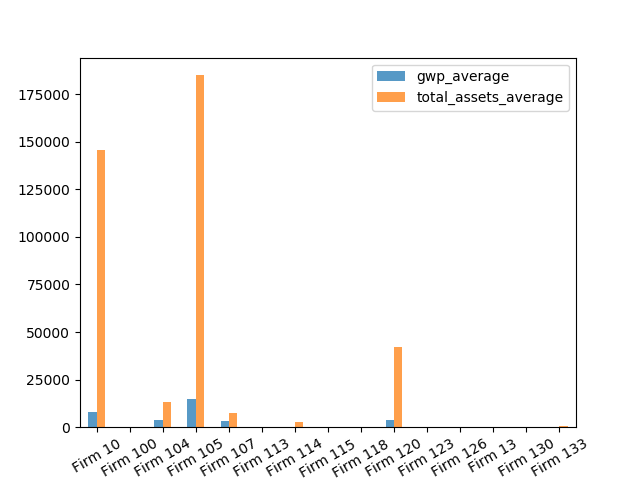 gwp_average
total_assets_average
175000
150000
125000
100000
75000
50000
25000
0
Firm 10
Firm 100
Firm 104
Firm 105
Firm 107
Firm 113
Firm 114
Firm 115
Firm 118
Firm 120
Firm 123
Firm 126
Firm 13
Firm 130
Firm 133